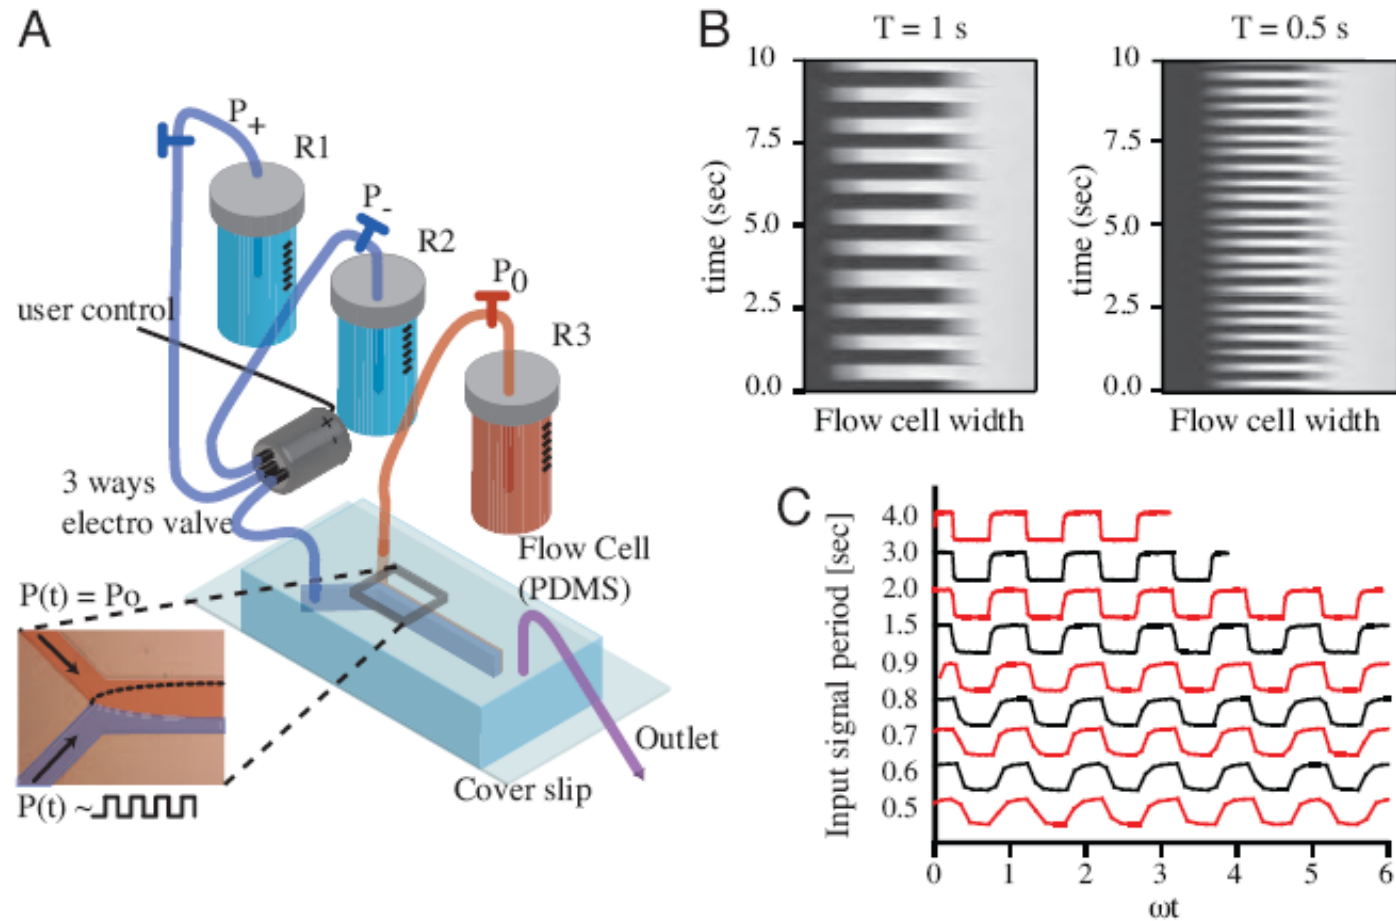 A
P+
R1
P-
R2
P0
R3
user control
3 ways
electro valve
Flow Cell
(PDMS)
P(t) = Po
Outlet
Cover slip
P(t) ~
B
T = 1 s
T = 0.5 s
time (sec)
10
7.5
5.0
2.5
0.0
Flow cell width
time (sec)
10
7.5
5.0
2.5
0.0
Flow cell width
C
Input signal period [sec]
4.0
3.0
2.0
1.5
0.9
0.8
0.7
0.6
0.5
0 1 2 3 4 5 6
ωt